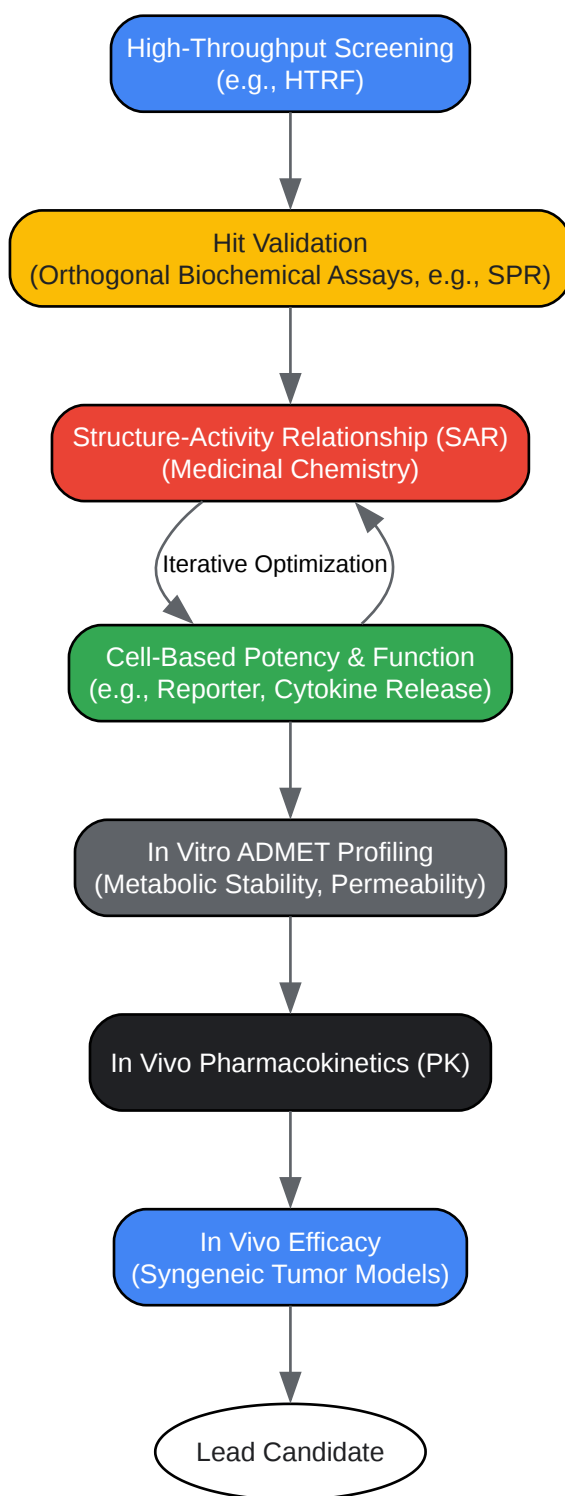 High-Throughput Screening
(e.g., HTRF)
Hit Validation
(Orthogonal Biochemical Assays, e.g., SPR)
Structure-Activity Relationship (SAR)
(Medicinal Chemistry)
Iterative Optimization
Cell-Based Potency & Function
(e.g., Reporter, Cytokine Release)
In Vitro ADMET Profiling
(Metabolic Stability, Permeability)
In Vivo Pharmacokinetics (PK)
In Vivo Efficacy
(Syngeneic Tumor Models)
Lead Candidate